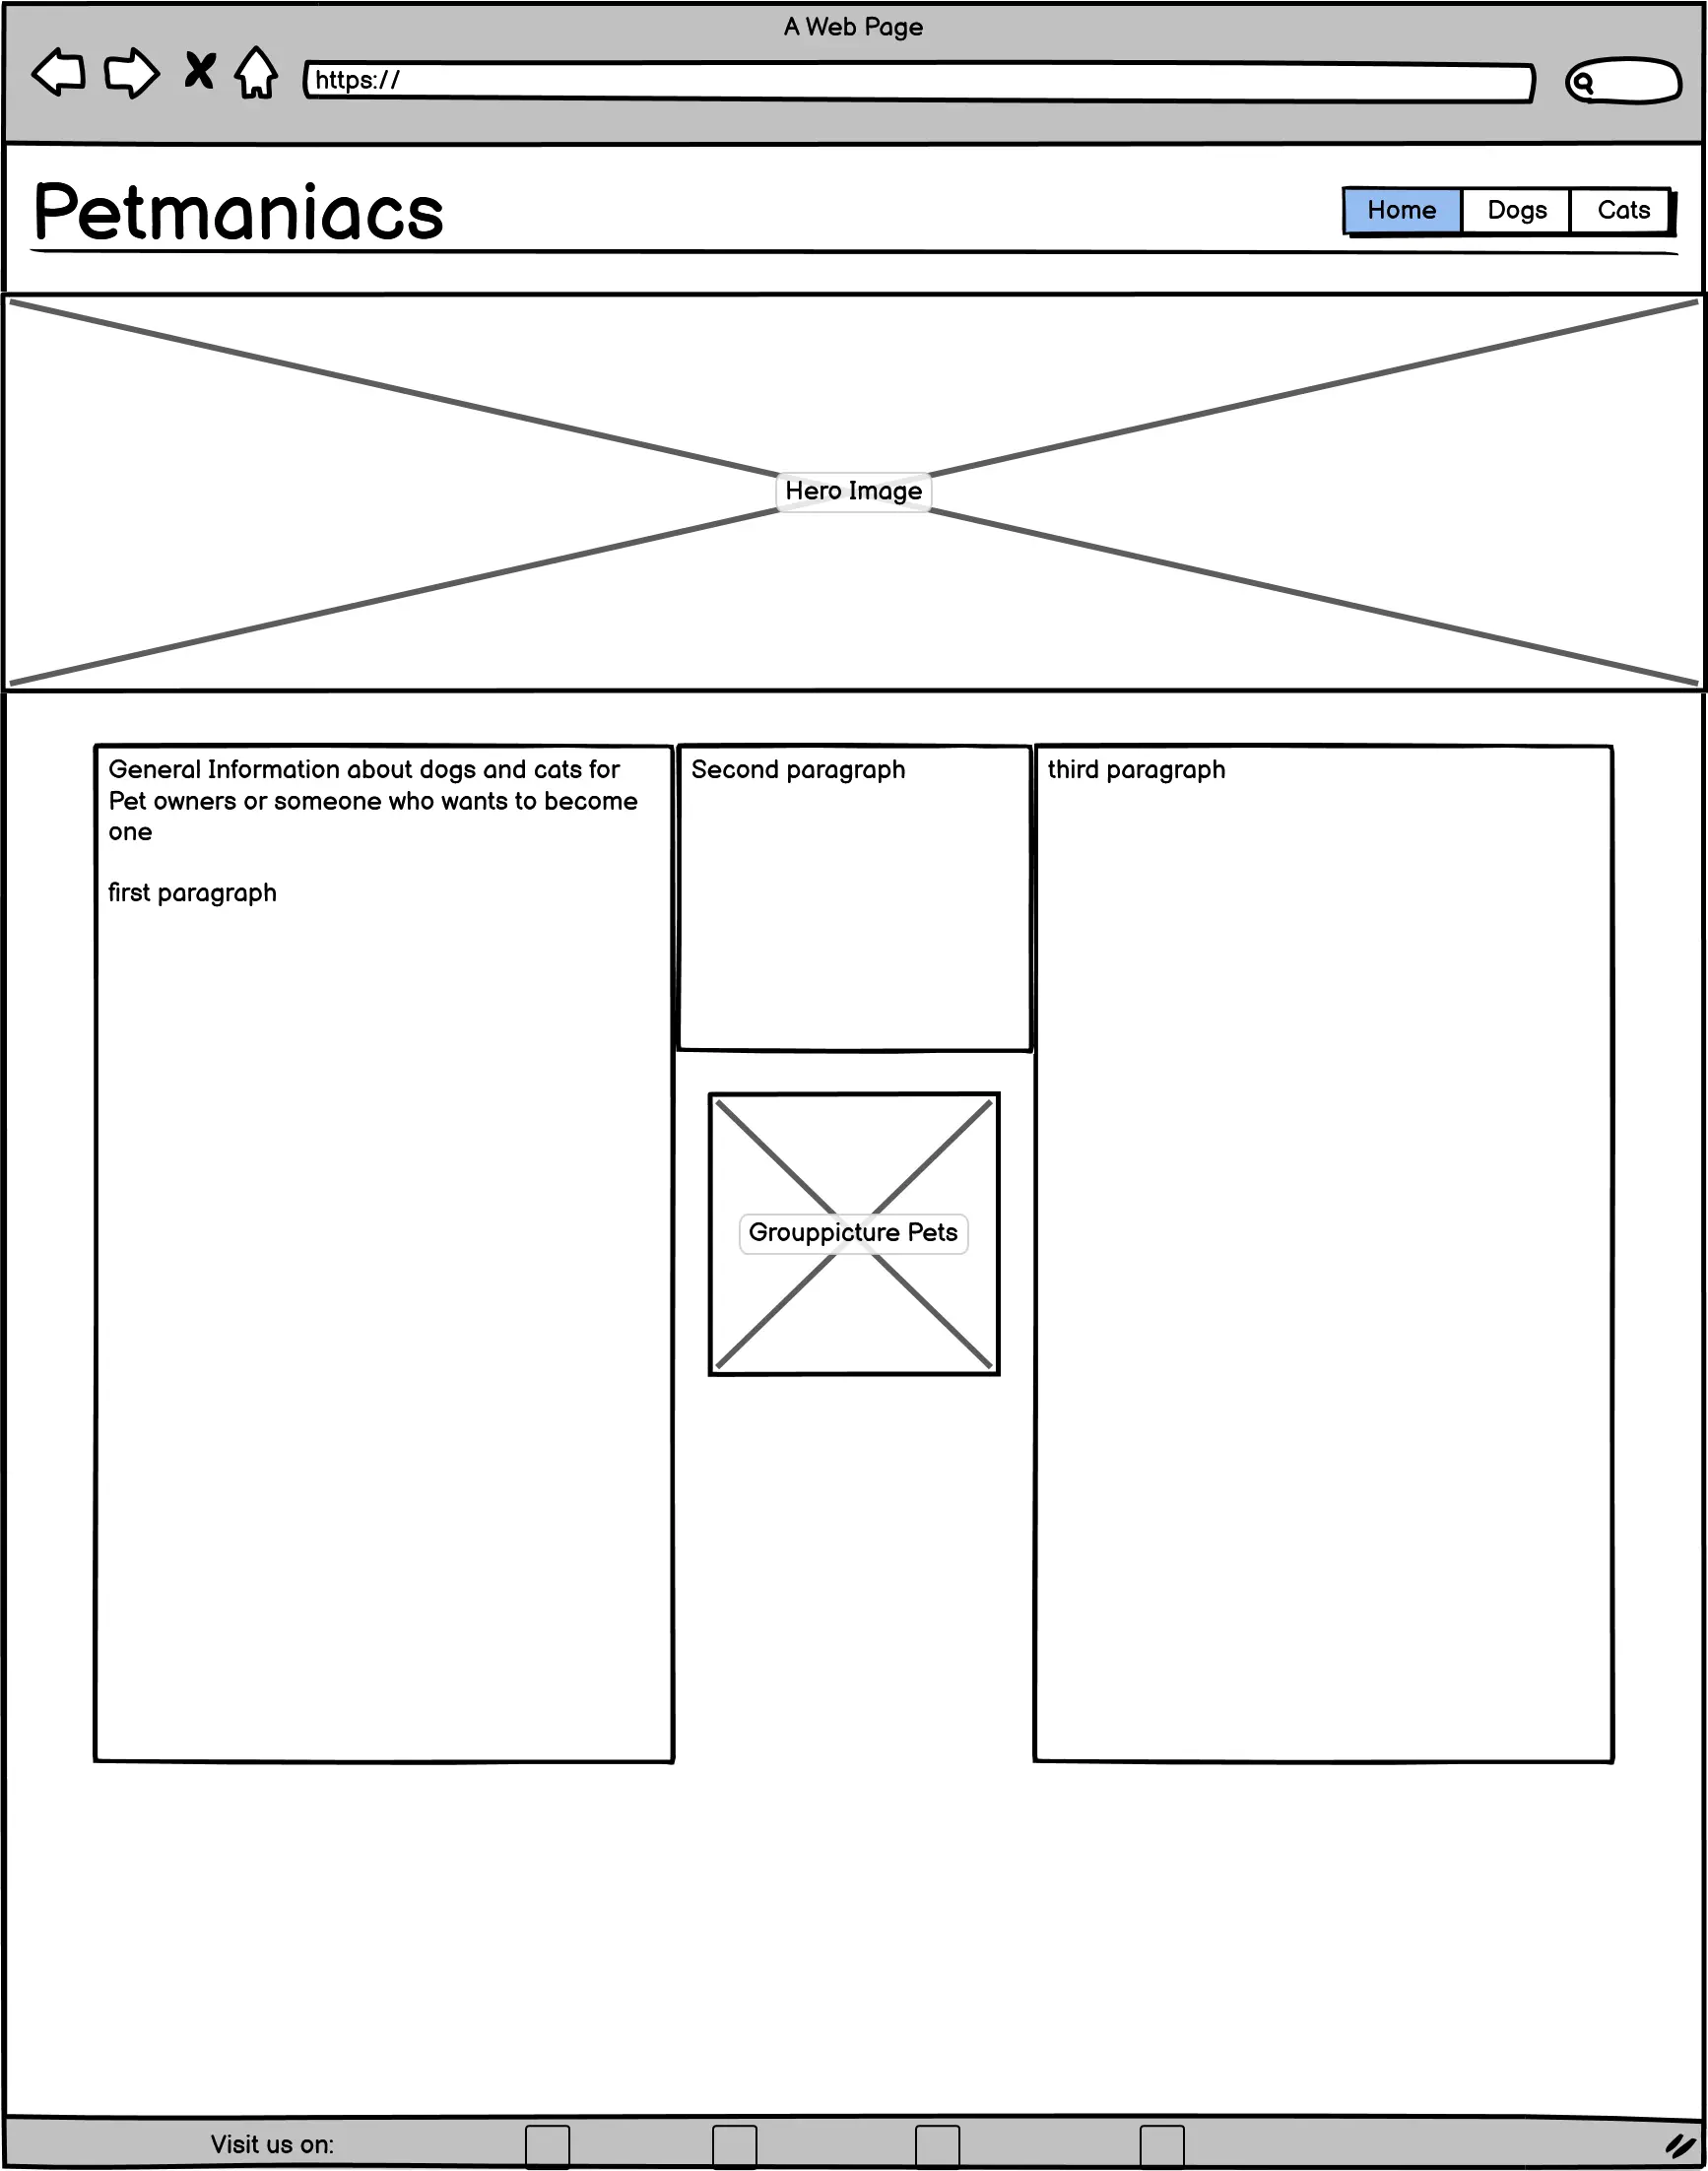 A Web Page
https://
Petmaniacs
Home
Dogs
Cats
Hero Image
General Information about dogs and cats for
Pet owners or someone who wants to become
one
first paragraph
Second paragraph
third paragraph
Grouppicture Pets
Visit us on: